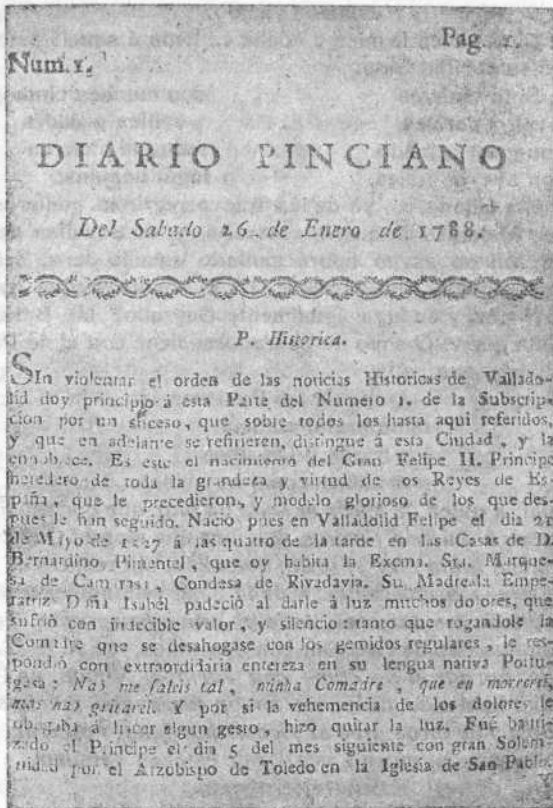 Pag. 1.
Num. 1.
DIARIO PINCIANO
Del Sabado 26. de Enero de 1788.
P. Historica.
SIn violentar el orden de las noticias Historicas de Vallado-
lid doy principio á esta Parte del Numero 1. de la Subscrip-
cion por un suceso, que sobre todos los hasta aqui referidos,
y que en adelante se refirieren, distingue á esta Ciudad, y la
ennoblece. Es este el nacimiento del Gran Felipe II. Principe
heredero de toda la grandeza y virtud de los Reyes de Es-
paña, que le precedieron, y modelo glorioso de los que des-
pues le han seguido. Nació pues en Valladolid Felipe el dia 21
de Mayo de 1527 á las quatro de la tarde en las Casas de D.
Bernardino Pimentel, que oy habita la Excma. Sra. Marque-
sa de Camarasa, Condesa de Rivadavia. Su Madre la Empe-
ratriz Doña Isabél padeció al darle á luz muchos dolores, que
sufrió con indecible valor, y silencio: tanto que rogandole la
Comadre que se desahogase con los gemidos regulares, le res-
pondió con extraordinaria entereza en su lengua nativa Portu-
guesa: Naō me faleis tal, minha Comadre, que eu morrerei,
mas naō gritarei. Y por si la vehemencia de los dolores le
obligaba á hacer algun gesto, hizo quitar la luz. Fué bauti-
zado el Principe el dia 5 del mes siguiente con gran Solem-
nidad por el Arzobispo de Toledo en la Iglesia de San Pablo.